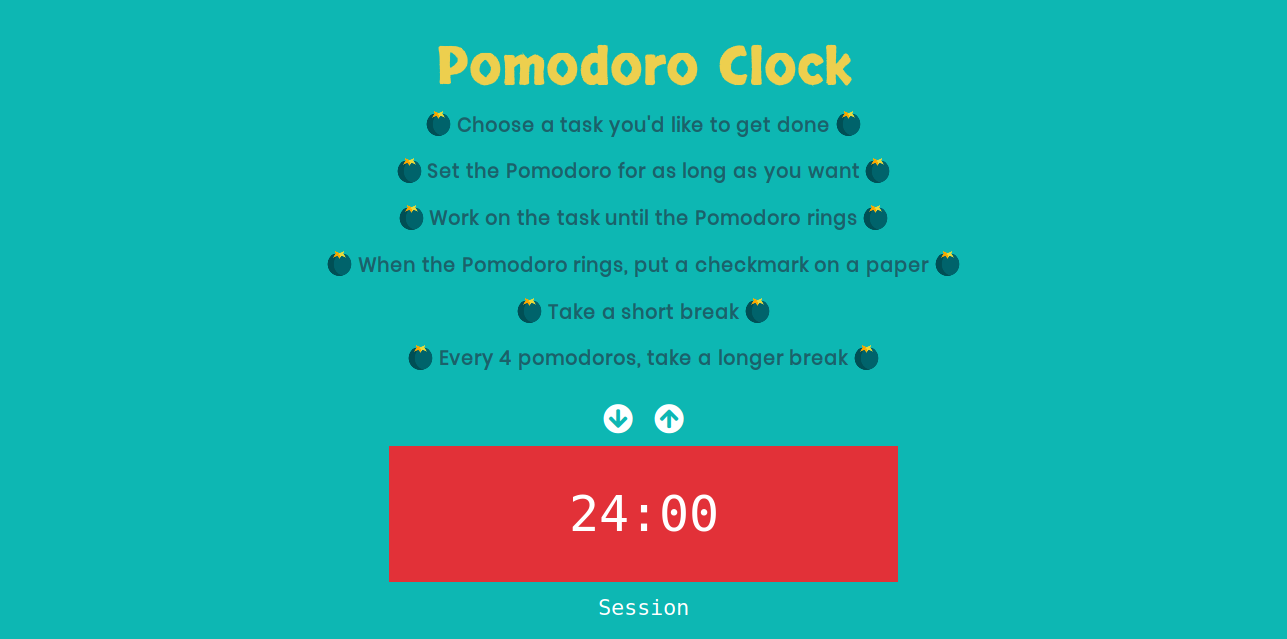 Pomodoro Clock
Choose a task you'd like to get done
Set the Pomodoro for as long as you want
Work on the task until the Pomodoro rings
When the Pomodoro rings, put a checkmark on a paper
Take a short break
Every 4 pomodoros, take a longer break
24:00
Session